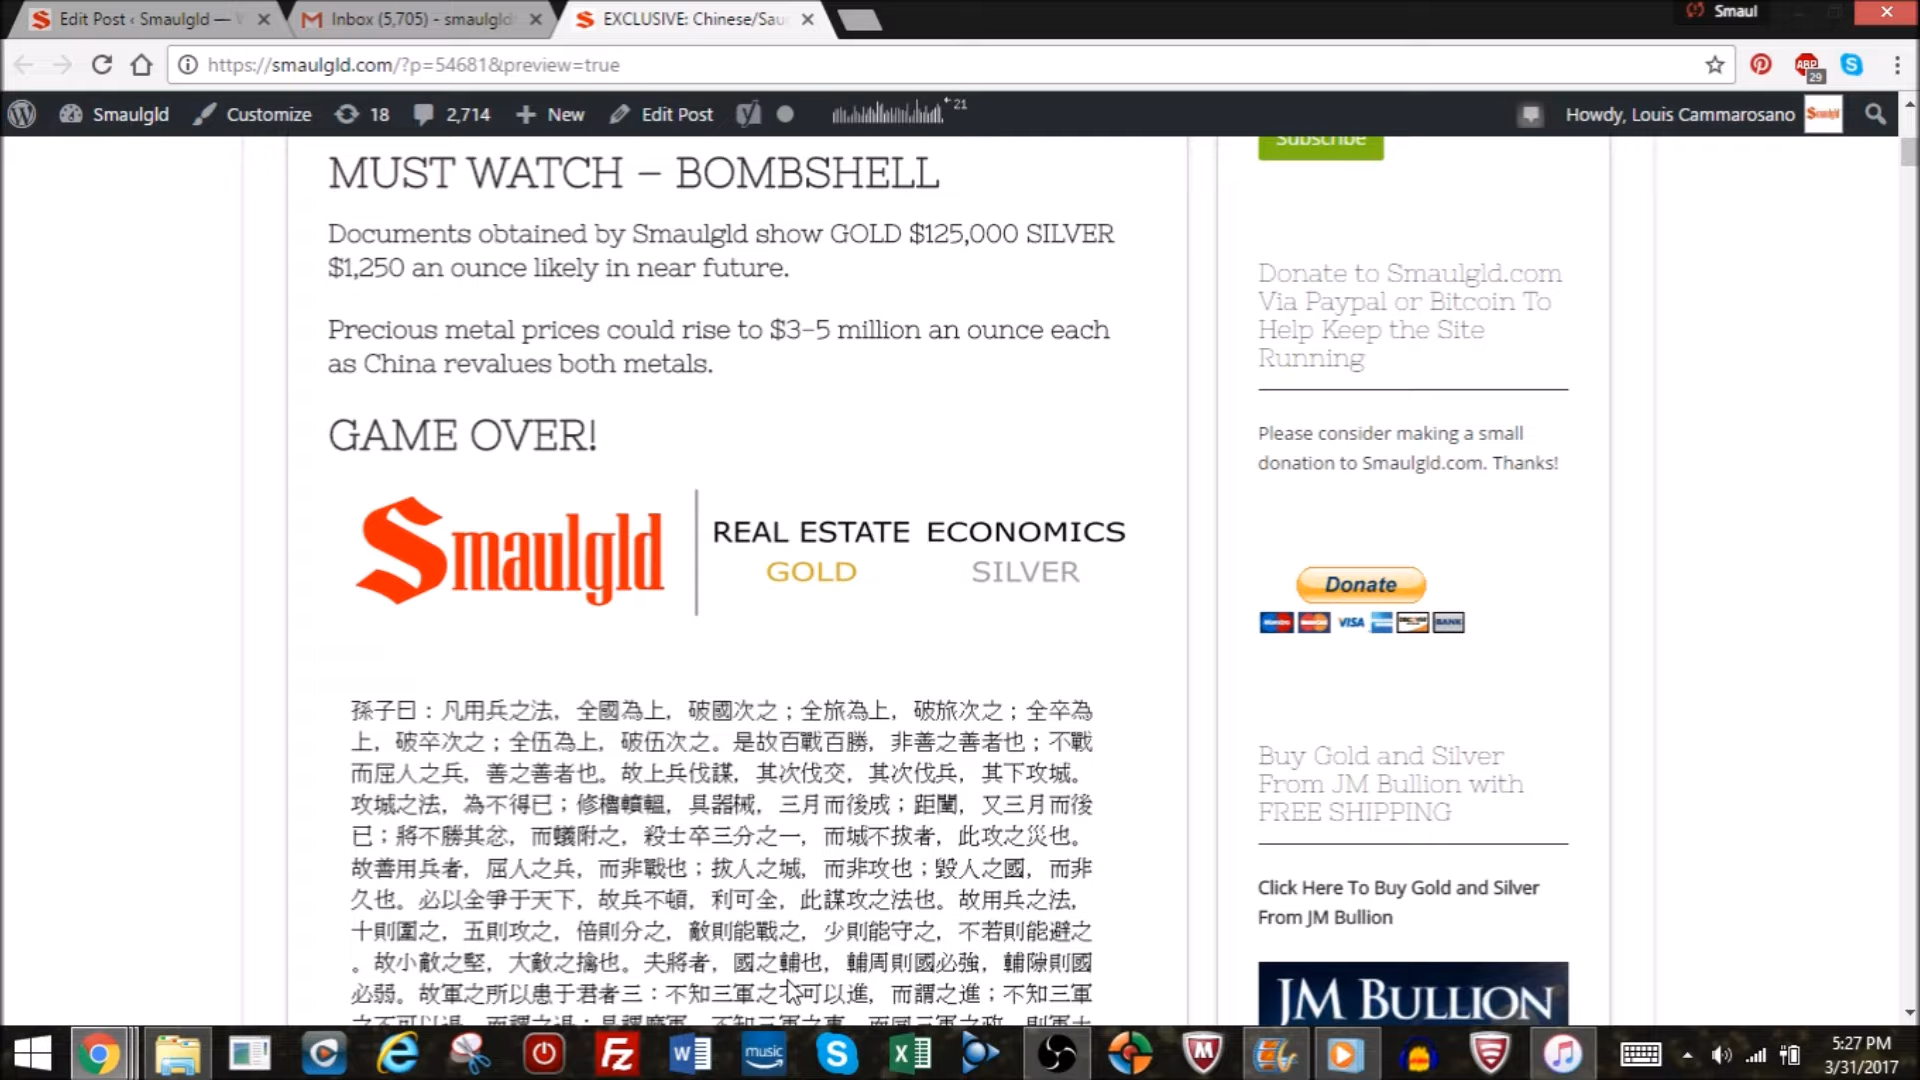 Edit Post ‹ Smaulgld —
Inbox (5,705) - smaulgld
EXCLUSIVE: Chinese/Sau
Smaul
https://smaulgld.com/?p=54681&preview=true
ABP
29
Smaulgld
Customize
18
2,714
New
Edit Post
21
Howdy, Louis Cammarosano
MUST WATCH – BOMBSHELL
Documents obtained by Smaulgld show GOLD $125,000 SILVER
$1,250 an ounce likely in near future.
Precious metal prices could rise to $3-5 million an ounce each
as China revalues both metals.
GAME OVER!
Smaulgld
REAL ESTATE ECONOMICS
GOLD SILVER
孫子曰：凡用兵之法，全國為上，破國次之；全旅為上，破旅次之；全卒為
上，破卒次之；全伍為上，破伍次之。是故百戰百勝，非善之善者也；不戰
而屈人之兵，善之善者也。故上兵伐謀，其次伐交，其次伐兵，其下攻城。
攻城之法，為不得已；修櫓轒轀，具器械，三月而後成；距闉，又三月而後
已；將不勝其忿，而蟻附之，殺士卒三分之一，而城不拔者，此攻之災也。
故善用兵者，屈人之兵，而非戰也；拔人之城，而非攻也；毀人之國，而非
久也。必以全爭于天下，故兵不頓，利可全，此謀攻之法也。故用兵之法，
十則圍之，五則攻之，倍則分之，敵則能戰之，少則能守之，不若則能避之
。故小敵之堅，大敵之擒也。夫將者，國之輔也，輔周則國必強，輔隙則國
必弱。故軍之所以患于君者三：不知三軍之不可以進，而謂之進；不知三軍
Subscribe
Donate to Smaulgld.com
Via Paypal or Bitcoin To
Help Keep the Site
Running
Please consider making a small
donation to Smaulgld.com. Thanks!
Donate
VISA
BANK
Buy Gold and Silver
From JM Bullion with
FREE SHIPPING
Click Here To Buy Gold and Silver
From JM Bullion
JM BULLION
music
5:27 PM
3/31/2017